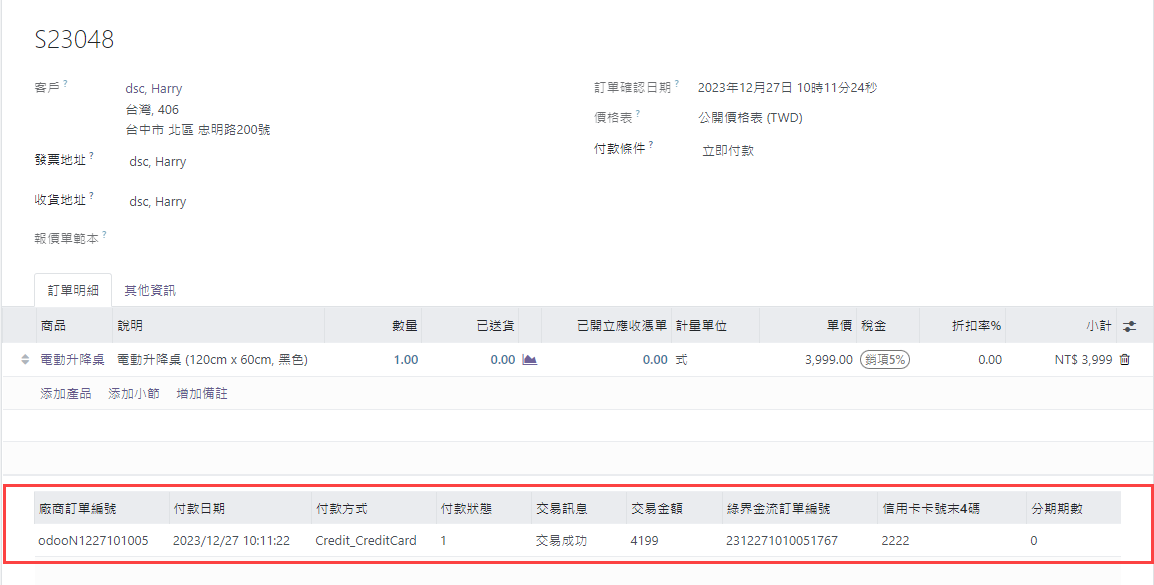 S23048
客戶 ? dsc, Harry
台灣, 406
台中市 北區 忠明路200號
發票地址 ? dsc, Harry
收貨地址 ? dsc, Harry
報價單範本 ?
訂單確認日期 ? 2023年12月27日 10時11分24秒
價格表 ? 公開價格表 (TWD)
付款條件 ? 立即付款
訂單明細 其他資訊
商品 說明 數量 已送貨 已開立應收憑單 計量單位 單價 稅金 折扣率% 小計
電動升降桌 電動升降桌 (120cm x 60cm, 黑色) 1.00 0.00 0.00 式 3,999.00 銷項5% 0.00 NT$ 3,999
添加產品 添加小節 增加備註
廠商訂單編號 付款日期 付款方式 付款狀態 交易訊息 交易金額 綠界金流訂單編號 信用卡卡號末4碼 分期期數
odooN1227101005 2023/12/27 10:11:22 Credit_CreditCard 1 交易成功 4199 2312271010051767 2222 0